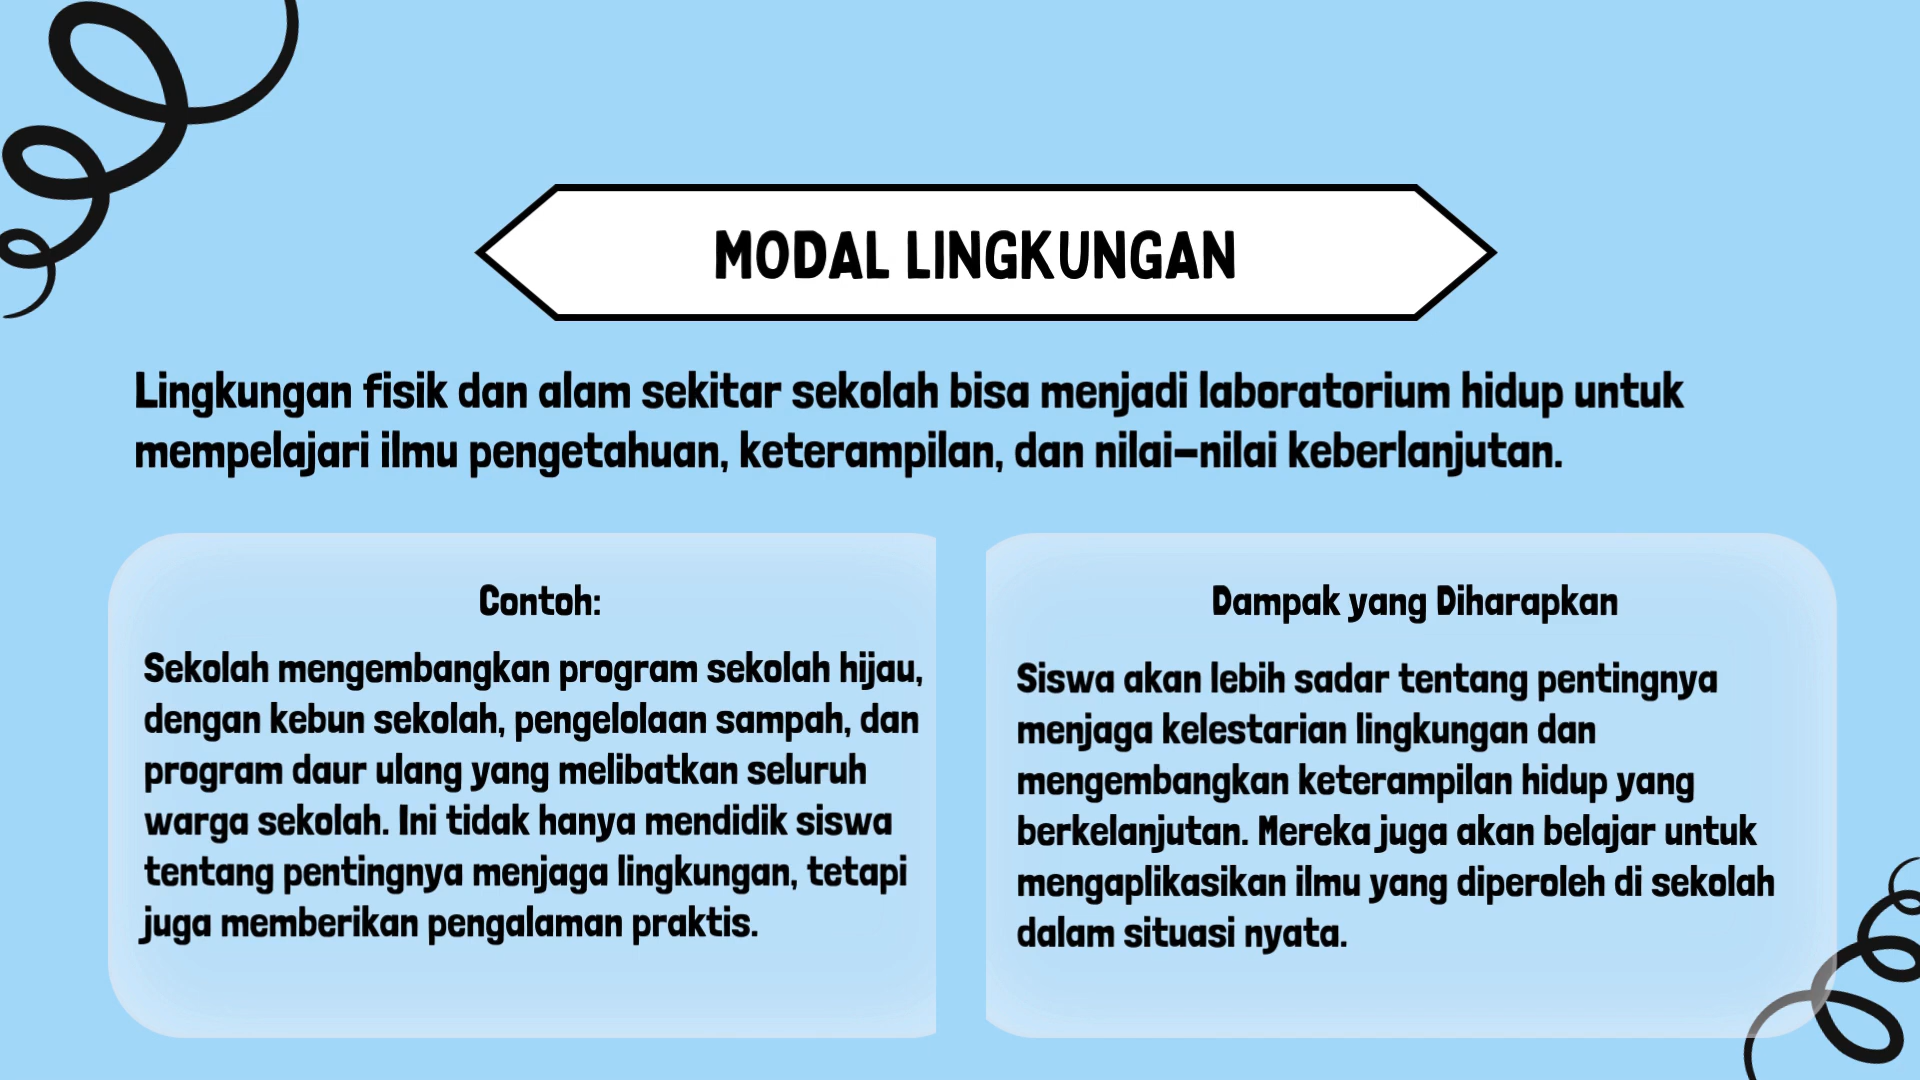 MODAL LINGKUNGAN
Lingkungan fisik dan alam sekitar sekolah bisa menjadi laboratorium hidup untuk
mempelajari ilmu pengetahuan, keterampilan, dan nilai-nilai keberlanjutan.
Contoh:
Sekolah mengembangkan program sekolah hijau,
dengan kebun sekolah, pengelolaan sampah, dan
program daur ulang yang melibatkan seluruh
warga sekolah. Ini tidak hanya mendidik siswa
tentang pentingnya menjaga lingkungan, tetapi
juga memberikan pengalaman praktis.
Dampak yang Diharapkan
Siswa akan lebih sadar tentang pentingnya
menjaga kelestarian lingkungan dan
mengembangkan keterampilan hidup yang
berkelanjutan. Mereka juga akan belajar untuk
mengaplikasikan ilmu yang diperoleh di sekolah
dalam situasi nyata.